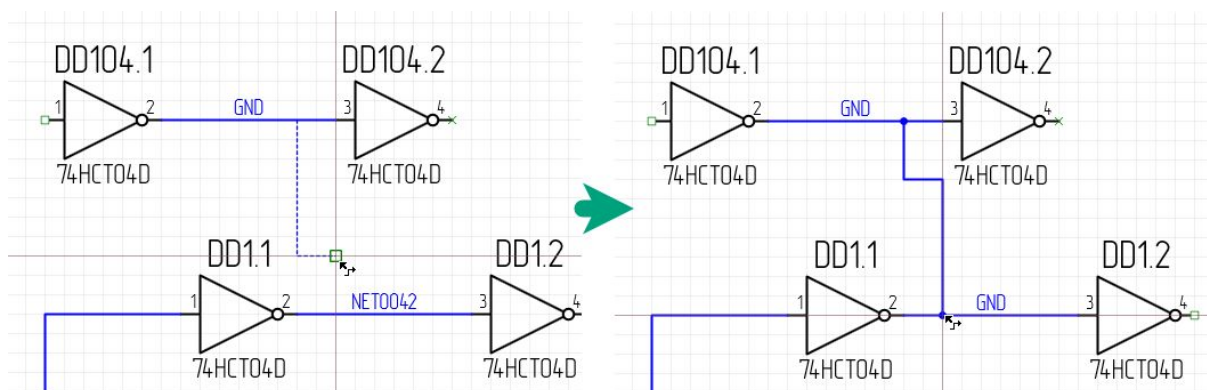 DD104.1
DD104.2
1
2
GND
3
4
74HCT04D
74HCT04D
DD1.1
DD1.2
1
2
NET0042
3
4
74HCT04D
74HCT04D
DD104.1
DD104.2
1
2
GND
3
4
74HCT04D
74HCT04D
DD1.1
DD1.2
1
2
GND
3
4
74HCT04D
74HCT04D